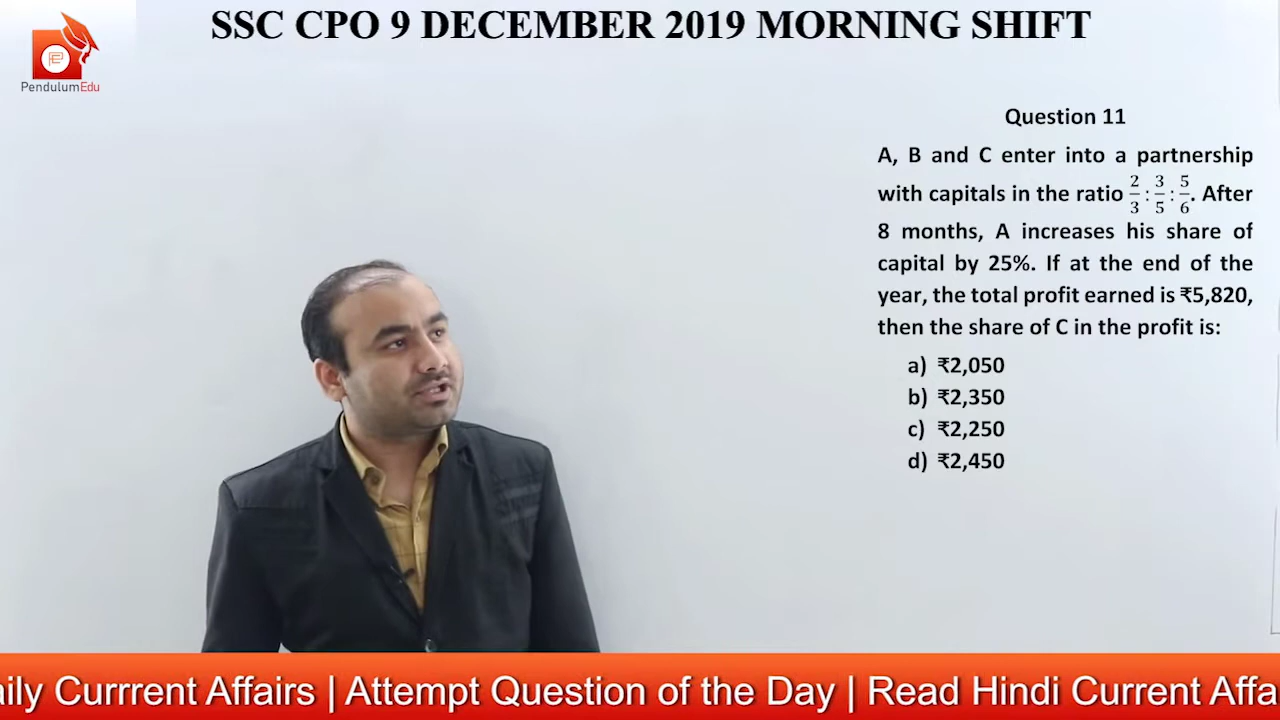 SSC CPO 9 DECEMBER 2019 MORNING SHIFT
PendulumEdu
Question 11
A, B and C enter into a partnership
with capitals in the ratio 2/3 : 3/5 : 5/6. After
8 months, A increases his share of
capital by 25%. If at the end of the
year, the total profit earned is ₹5,820,
then the share of C in the profit is:
a) ₹2,050
b) ₹2,350
c) ₹2,250
d) ₹2,450
ily Currrent Affairs | Attempt Question of the Day | Read Hindi Current Affa